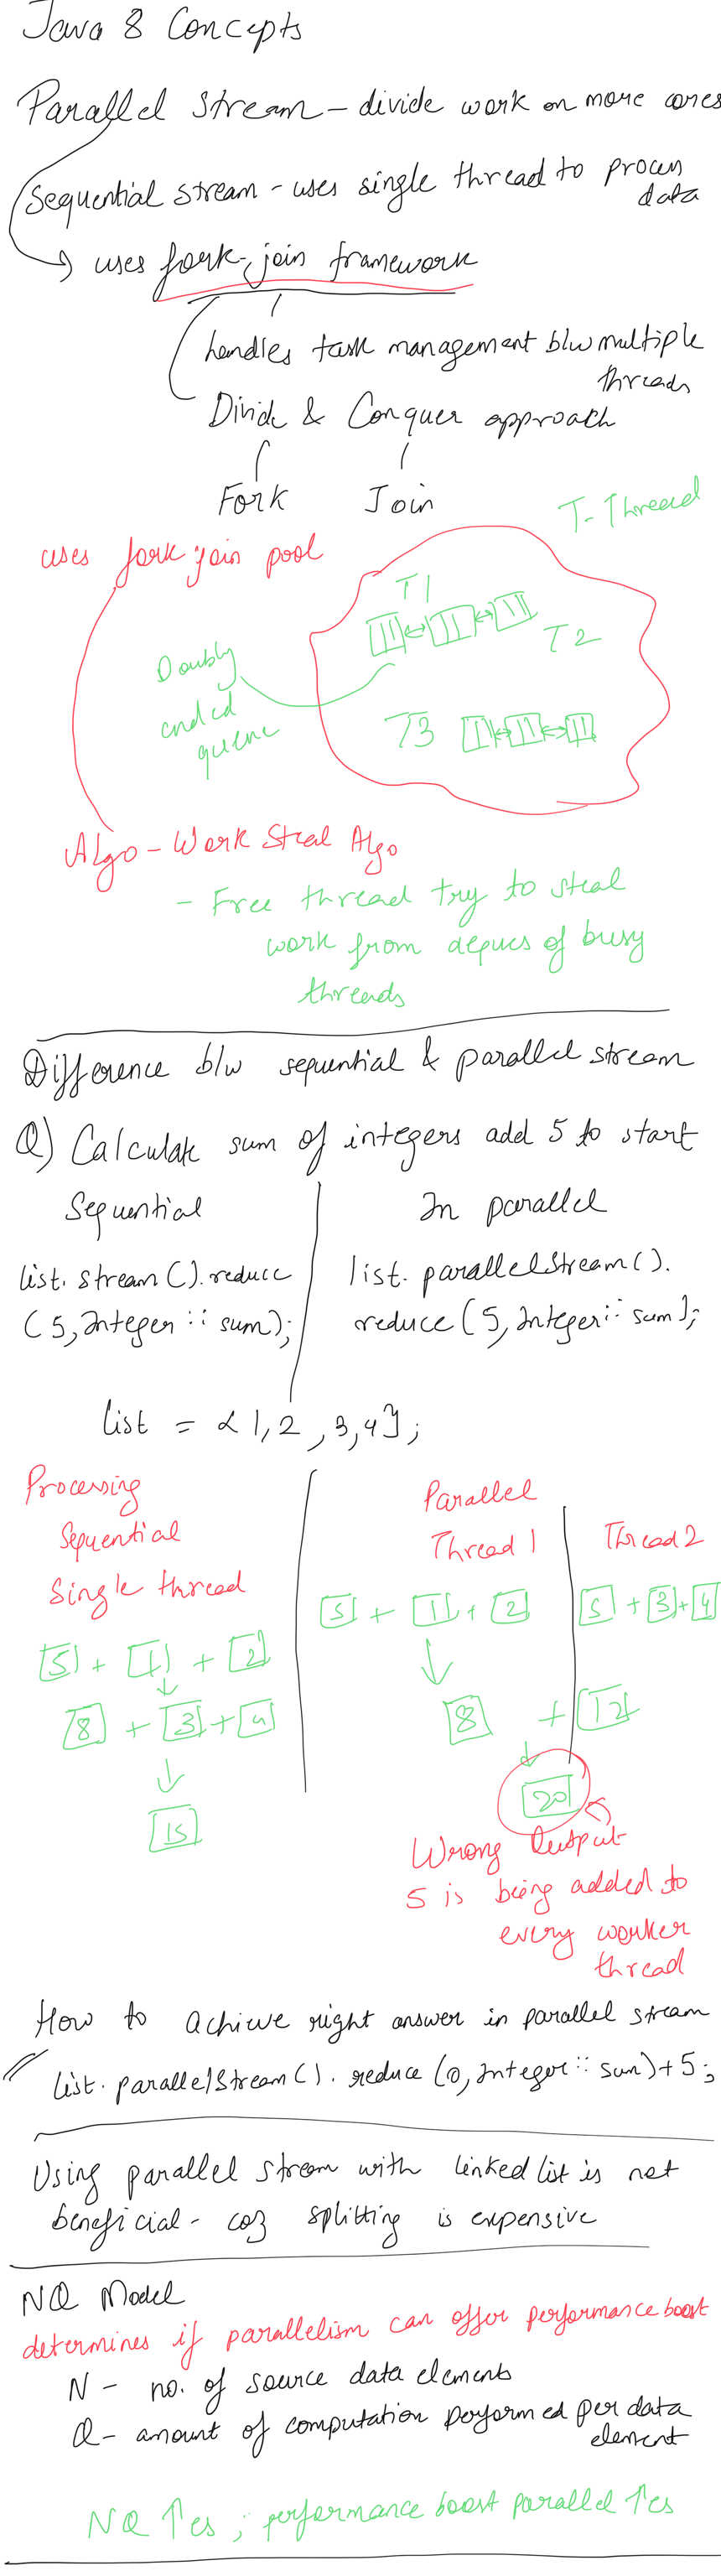 Java 8 Concepts
Parallel Stream - divide work on more cores
Sequential stream - uses single thread to process
data
uses fork-join framework
handles task management b/w multiple
threads
Divide & Conquer approach
Fork Join
T - Thread
uses fork join pool
T1
T2
Doubly
ended
queue
T3
Algo - Work Steal Algo
- Free thread try to steal
work from deques of busy
threads
Difference b/w sequential & parallel stream
Q) Calculate sum of integers add 5 to start
Sequential In parallel
list. stream().reduce list. parallelStream().
(5, Integer :: sum); reduce(5, Integer :: sum);
list = {1,2,3,4};
Processing Parallel
Sequential Thread 1 Thread 2
Single thread
5 + 1 + 2 5 + 3 + 4
5 + 1 + 2
8 + 3 + 4 8 + 12
15 20
Wrong Output
5 is being added to
every worker
thread
How to achieve right answer in parallel stream
list. parallelStream(). reduce (0, Integer :: sum) + 5;
Using parallel stream with linked list is not
beneficial - coz splitting is expensive
NQ Model
determines if parallelism can offer performance boost
N - no. of source data elements
Q - amount of computation performed per data
element
NQ ↑es ; performance boost parallel ↑es